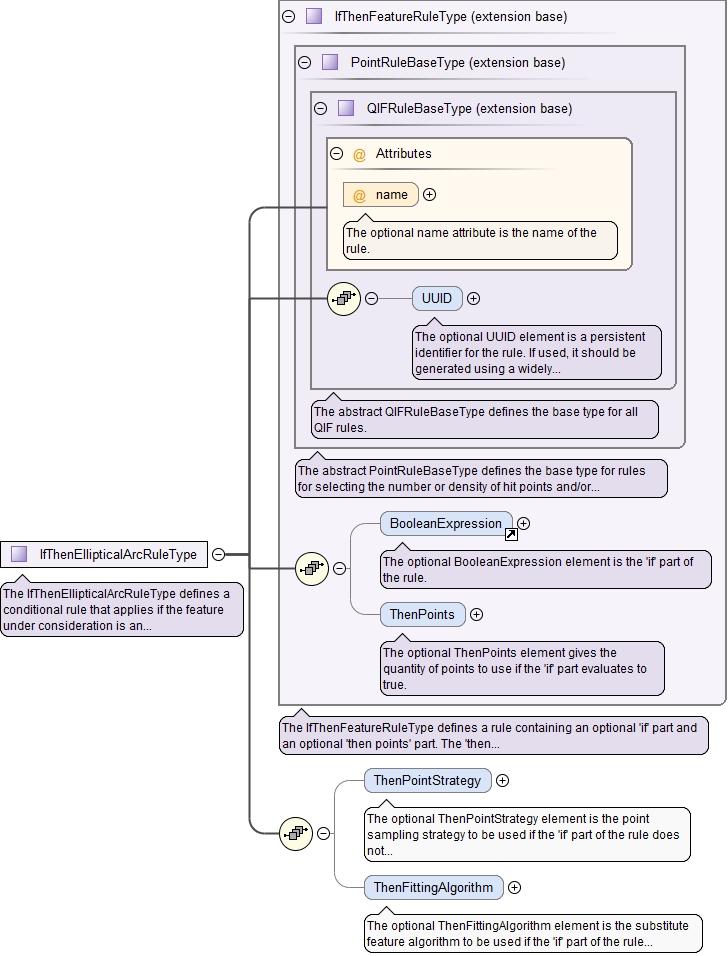 IfThenFeatureRuleType (extension base)
PointRuleBaseType (extension base)
QIFRuleBaseType (extension base)
@ Attributes
@ name
The optional name attribute is the name of the
rule.
UUID
The optional UUID element is a persistent
identifier for the rule. If used, it should be
generated using a widely...
The abstract QIFRuleBaseType defines the base type for all
QIF rules.
The abstract PointRuleBaseType defines the base type for rules
for selecting the number or density of hit points and/or...
BooleanExpression
The optional BooleanExpression element is the 'if' part of
the rule.
IfThenEllipticalArcRuleType
The IfThenEllipticalArcRuleType defines a
conditional rule that applies if the feature
under consideration is an...
ThenPoints
The optional ThenPoints element gives the
quantity of points to use if the 'if' part evaluates to
true.
The IfThenFeatureRuleType defines a rule containing an optional 'if' part and
an optional 'then points' part. The 'then...
ThenPointStrategy
The optional ThenPointStrategy element is the point
sampling strategy to be used if the 'if' part of the rule does
not...
ThenFittingAlgorithm
The optional ThenFittingAlgorithm element is the substitute
feature algorithm to be used if the 'if' part of the rule...